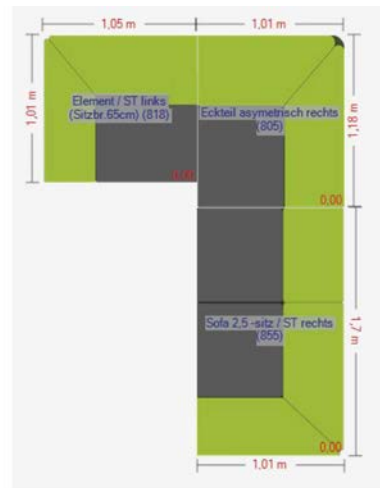 1,05 m
1,01 m
1,01 m
Element / ST links
(Sitzbr.65cm) (818)
Eckteil asymetrisch rechts
(805)
1,18 m
0,00
0,00
Sofa 2,5 -sitz / ST rechts
(855)
1,7 m
0,00
1,01 m